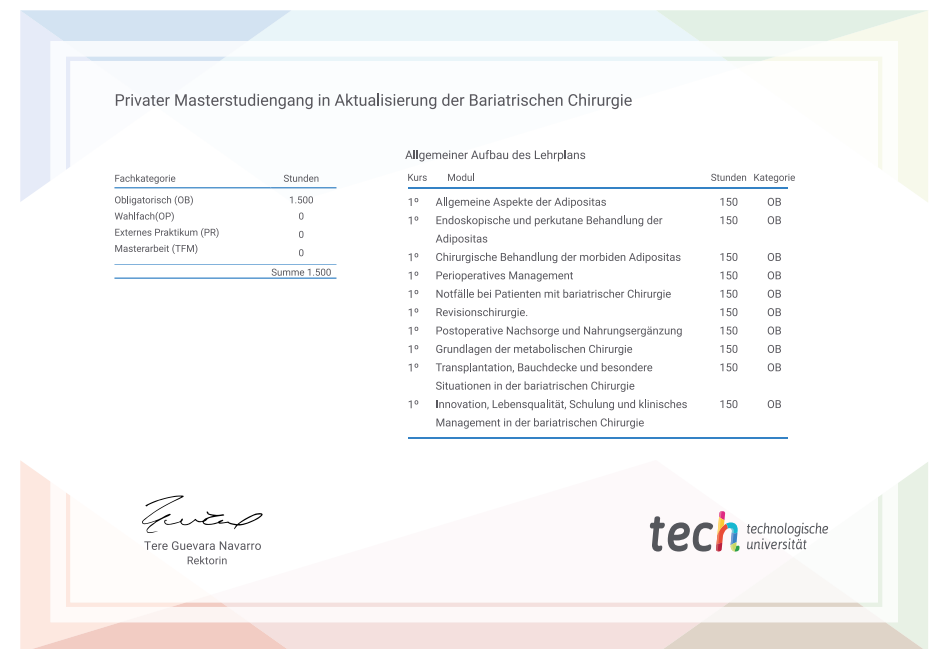 Privater Masterstudiengang in Aktualisierung der Bariatrischen Chirurgie
Fachkategorie Stunden
Obligatorisch (OB) 1.500
Wahlfach(OP) 0
Externes Praktikum (PR) 0
Masterarbeit (TFM) 0
Summe 1.500
Allgemeiner Aufbau des Lehrplans
Kurs Modul Stunden Kategorie
1º Allgemeine Aspekte der Adipositas 150 OB
1º Endoskopische und perkutane Behandlung der 150 OB
Adipositas
1º Chirurgische Behandlung der morbiden Adipositas 150 OB
1º Perioperatives Management 150 OB
1º Notfälle bei Patienten mit bariatrischer Chirurgie 150 OB
1º Revisionschirurgie. 150 OB
1º Postoperative Nachsorge und Nahrungsergänzung 150 OB
1º Grundlagen der metabolischen Chirurgie 150 OB
1º Transplantation, Bauchdecke und besondere 150 OB
Situationen in der bariatrischen Chirurgie
1º Innovation, Lebensqualität, Schulung und klinisches 150 OB
Management in der bariatrischen Chirurgie
Tere Guevara Navarro
Rektorin
tech technologische
universität